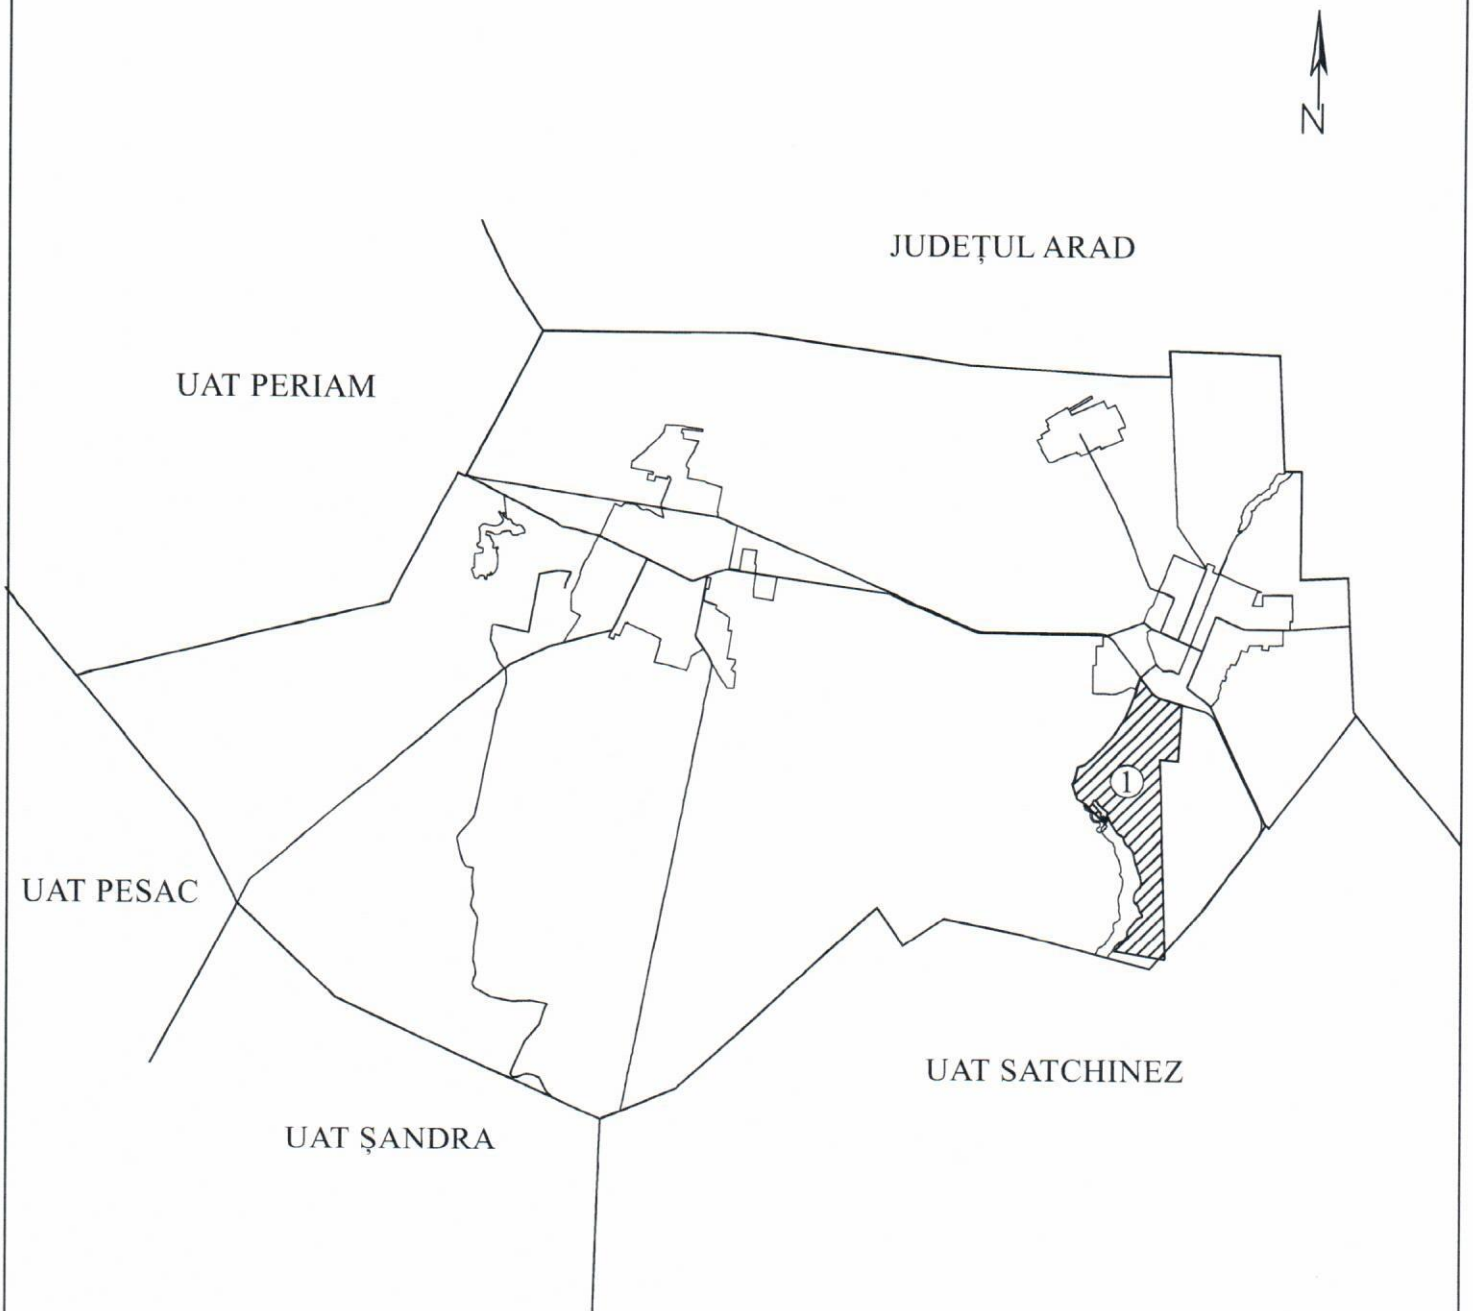 N
JUDEȚUL ARAD
UAT PERIAM
1
UAT PESAC
UAT SATCHINEZ
UAT ȘANDRA